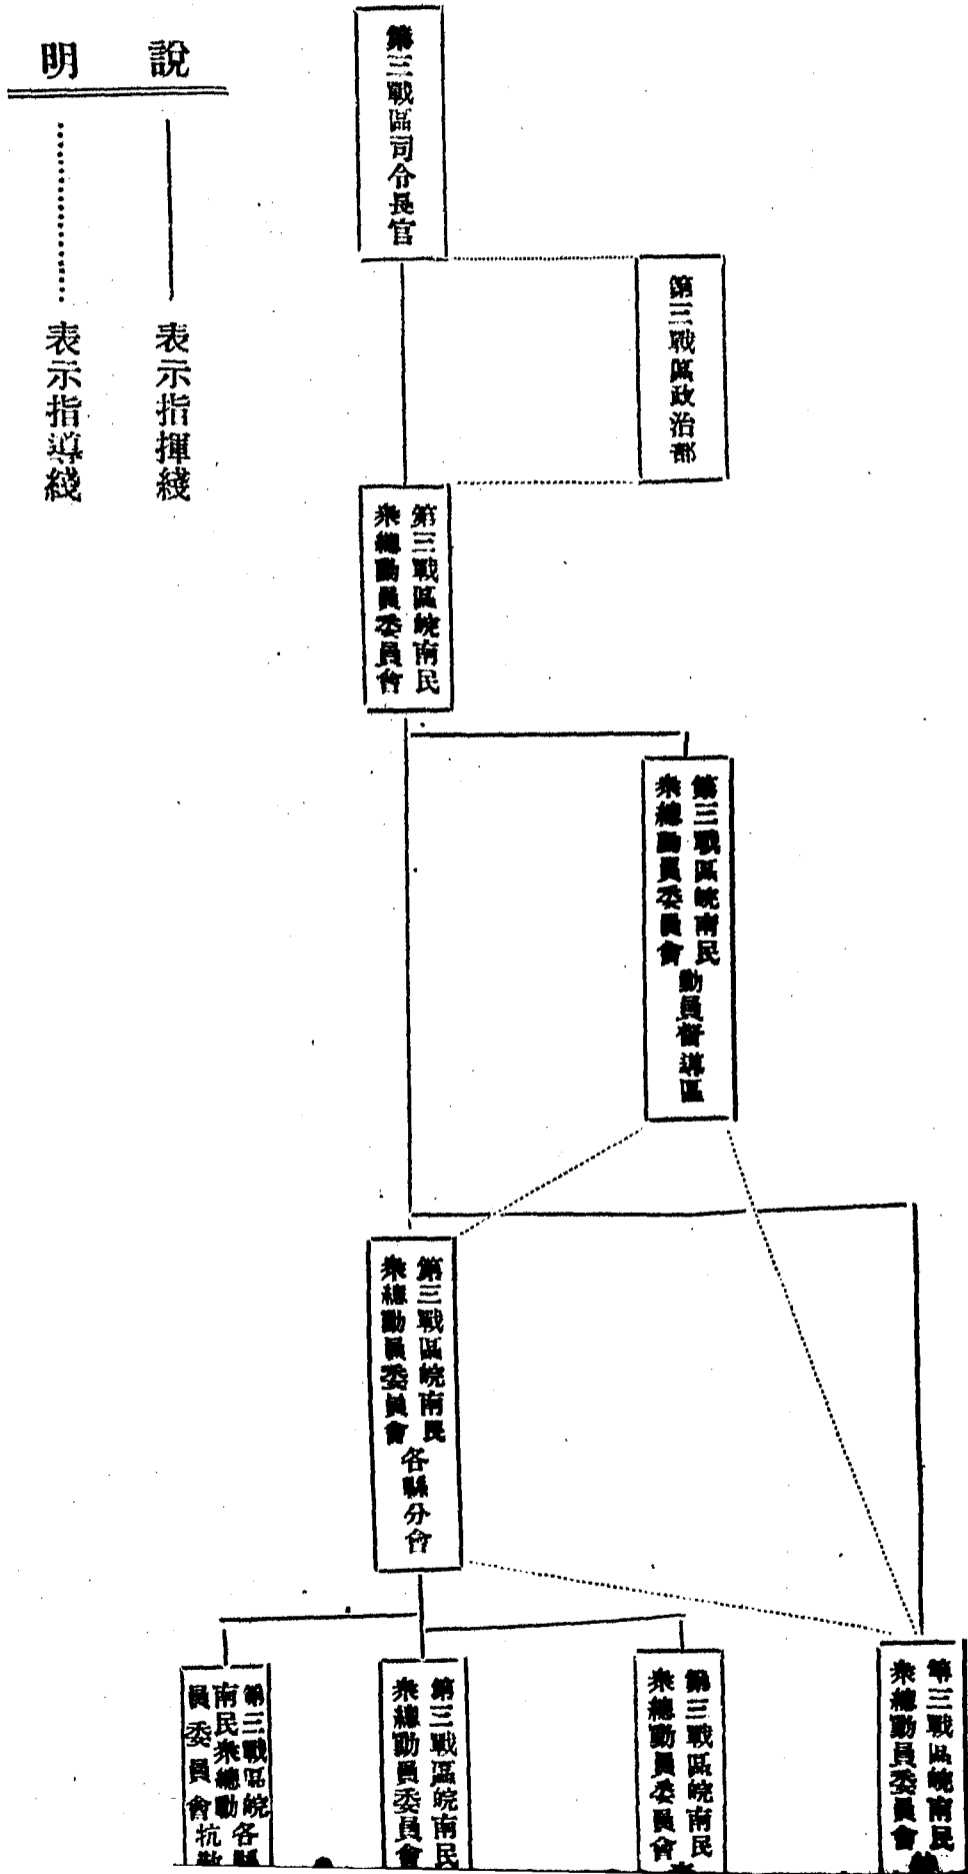 說明
表示指揮綫
表示指導綫
第三戰區司令長官
第三戰區政治部
第三戰區皖南民
衆總動員委員會
第三戰區皖南民
衆總動員委員會
動員督導區
第三戰區皖南民
衆總動員委員會
各縣分會
第三戰區皖南民
衆總動員委員會
第三戰區皖南民
衆總動員委員會
第三戰區皖南民
衆總動員委員會
第三戰區皖
南民衆總動
員委員會
各縣
抗敵